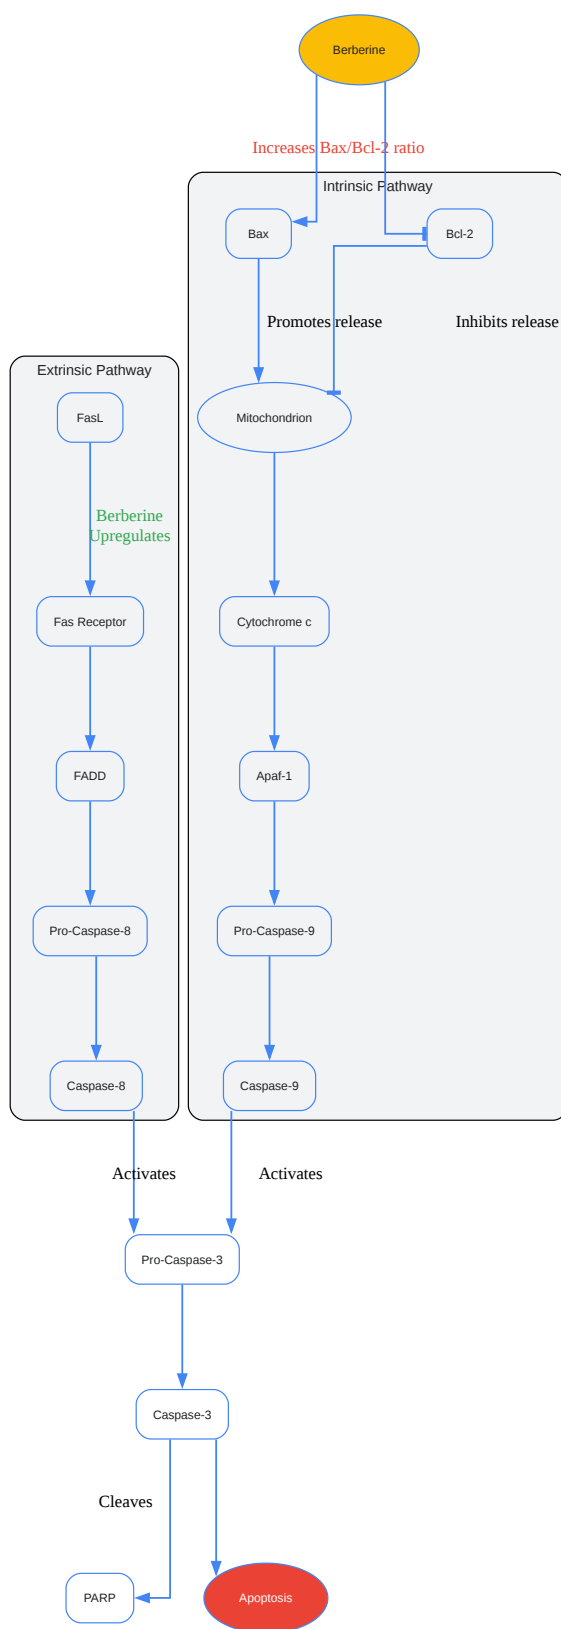 Berberine
Increases Bax/Bcl-2 ratio
Intrinsic Pathway
Bax
Bcl-2
Promotes release
Inhibits release
Extrinsic Pathway
FasL
Mitochondrion
Berberine
Upregulates
Fas Receptor
Cytochrome c
FADD
Apaf-1
Pro-Caspase-8
Pro-Caspase-9
Caspase-8
Caspase-9
Activates
Activates
Pro-Caspase-3
Caspase-3
Cleaves
PARP
Apoptosis